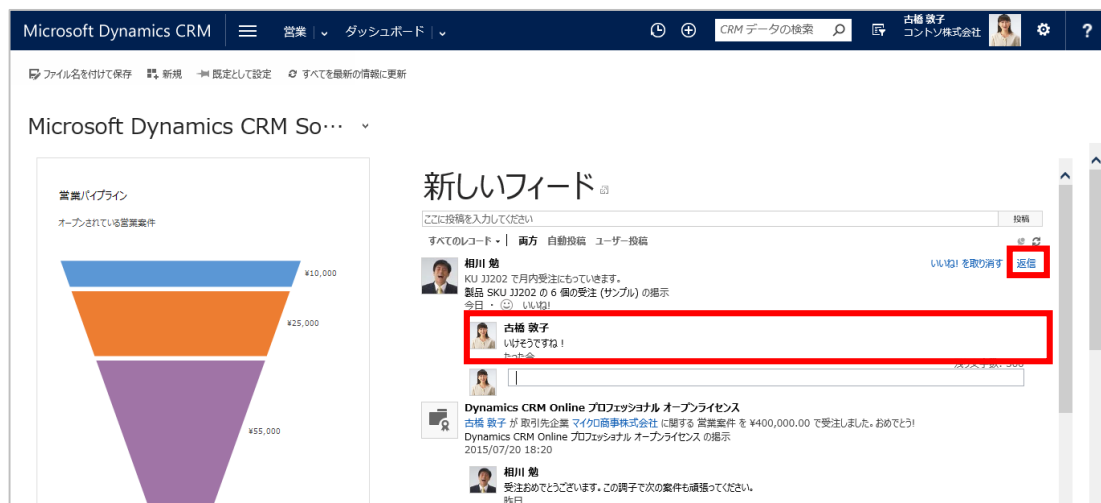 Microsoft Dynamics CRM 営業 ダッシュボード CRM データの検索 古橋 敦子
コントソ株式会社 ?
ファイル名を付けて保存 新規 既定として設定 すべてを最新の情報に更新
Microsoft Dynamics CRM So…
営業パイプライン
オープンされている営業案件
¥10,000
¥25,000
¥55,000
新しいフィード
ここに投稿を入力してください 投稿
すべてのレコード 両方 自動投稿 ユーザー投稿
相川 勉 いいね! を取り消す 返信
KU JJ202 で月内受注にもっていきます。
製品 SKU JJ202 の 6 個の受注 (サンプル) の掲示
今日・ いいね!
古橋 敦子
いけそうですね！
たった今
残り文字数: 500
Dynamics CRM Online プロフェッショナル オープンライセンス
古橋 敦子 が 取引先企業 マイクロ商事株式会社 に関する 営業案件 を ¥400,000.00 で受注しました。おめでとう!
Dynamics CRM Online プロフェッショナル オープンライセンス の掲示
2015/07/20 18:20
相川 勉
受注おめでとうございます。この調子で次の案件も頑張ってください。
昨日